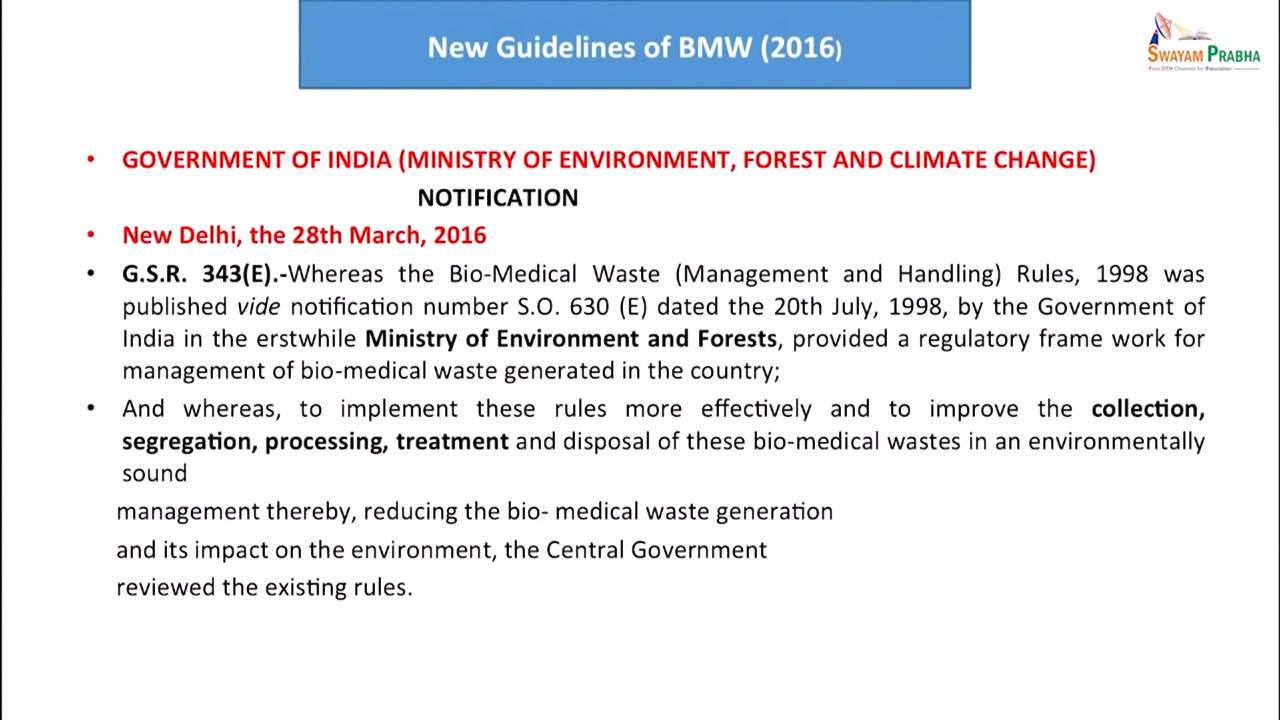 New Guidelines of BMW (2016)
SWAYAM PRABHA
Free DTH Channel for Education
• GOVERNMENT OF INDIA (MINISTRY OF ENVIRONMENT, FOREST AND CLIMATE CHANGE)
NOTIFICATION
• New Delhi, the 28th March, 2016
• G.S.R. 343(E).-Whereas the Bio-Medical Waste (Management and Handling) Rules, 1998 was
published vide notification number S.O. 630 (E) dated the 20th July, 1998, by the Government of
India in the erstwhile Ministry of Environment and Forests, provided a regulatory frame work for
management of bio-medical waste generated in the country;
• And whereas, to implement these rules more effectively and to improve the collection,
segregation, processing, treatment and disposal of these bio-medical wastes in an environmentally
sound
management thereby, reducing the bio- medical waste generation
and its impact on the environment, the Central Government
reviewed the existing rules.